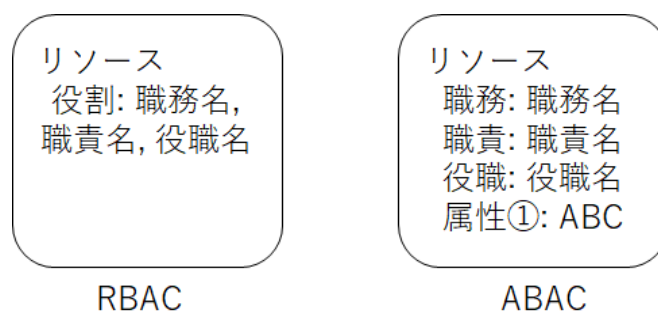 リソース
役割: 職務名,
職責名, 役職名
RBAC
リソース
職務: 職務名
職責: 職責名
役職: 役職名
属性①: ABC
ABAC